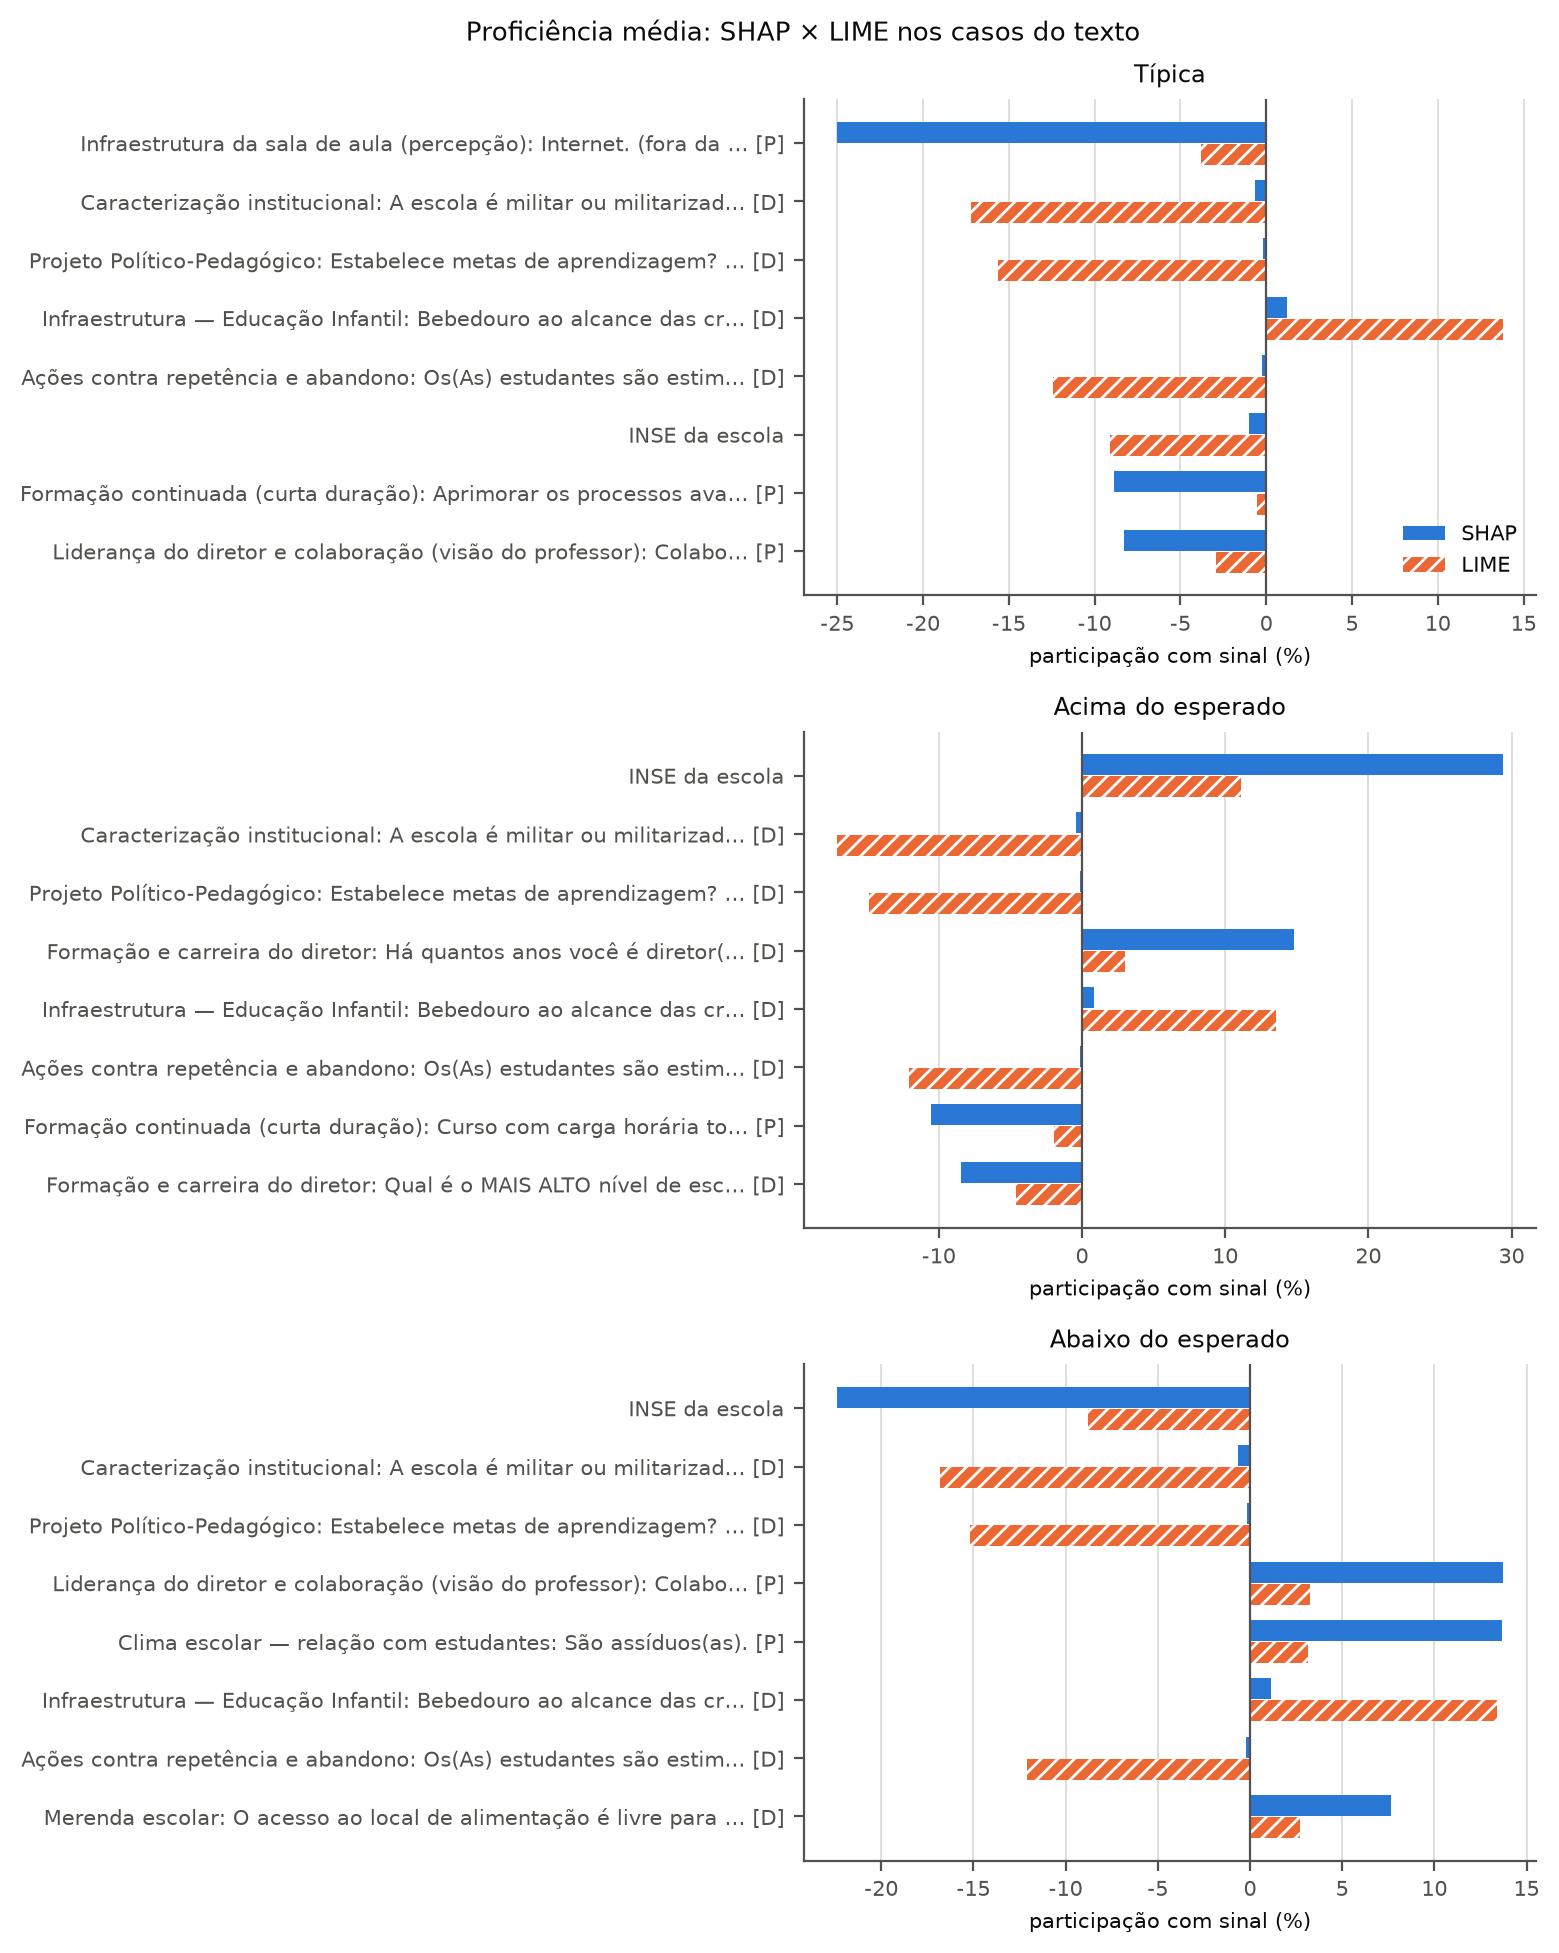 Proficiência média: SHAP × LIME nos casos do texto
Típica
Infraestrutura da sala de aula (percepção): Internet. (fora da … [P]
Caracterização institucional: A escola é militar ou militarizad… [D]
Projeto Político-Pedagógico: Estabelece metas de aprendizagem? … [D]
Infraestrutura — Educação Infantil: Bebedouro ao alcance das cr… [D]
Ações contra repetência e abandono: Os(As) estudantes são estim… [D]
INSE da escola
Formação continuada (curta duração): Aprimorar os processos ava… [P]
Liderança do diretor e colaboração (visão do professor): Colabo… [P]
SHAP
LIME
-25 -20 -15 -10 -5 0 5 10 15
participação com sinal (%)
Acima do esperado
INSE da escola
Caracterização institucional: A escola é militar ou militarizad… [D]
Projeto Político-Pedagógico: Estabelece metas de aprendizagem? … [D]
Formação e carreira do diretor: Há quantos anos você é diretor(… [D]
Infraestrutura — Educação Infantil: Bebedouro ao alcance das cr… [D]
Ações contra repetência e abandono: Os(As) estudantes são estim… [D]
Formação continuada (curta duração): Curso com carga horária to… [P]
Formação e carreira do diretor: Qual é o MAIS ALTO nível de esc… [D]
-10 0 10 20 30
participação com sinal (%)
Abaixo do esperado
INSE da escola
Caracterização institucional: A escola é militar ou militarizad… [D]
Projeto Político-Pedagógico: Estabelece metas de aprendizagem? … [D]
Liderança do diretor e colaboração (visão do professor): Colabo… [P]
Clima escolar — relação com estudantes: São assíduos(as). [P]
Infraestrutura — Educação Infantil: Bebedouro ao alcance das cr… [D]
Ações contra repetência e abandono: Os(As) estudantes são estim… [D]
Merenda escolar: O acesso ao local de alimentação é livre para … [D]
-20 -15 -10 -5 0 5 10 15
participação com sinal (%)